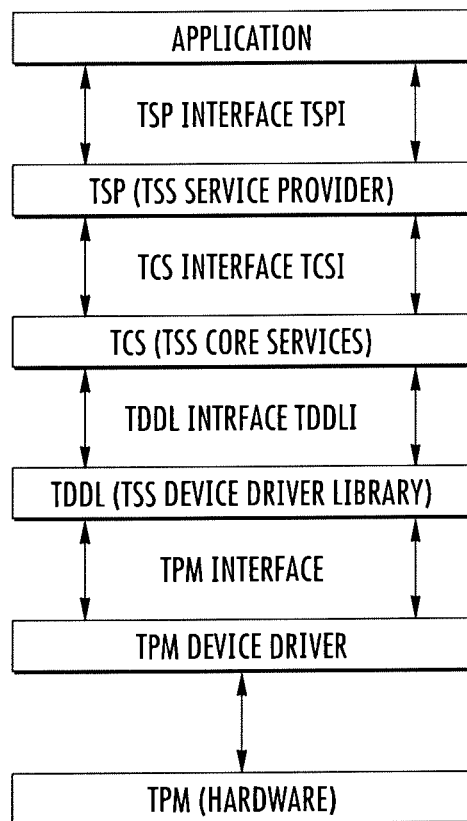 APPLICATION
TSP INTERFACE TSPI
TSP (TSS SERVICE PROVIDER)
TCS INTERFACE TCSI
TCS (TSS CORE SERVICES)
TDDL INTRFACE TDDLI
TDDL (TSS DEVICE DRIVER LIBRARY)
TPM INTERFACE
TPM DEVICE DRIVER
TPM (HARDWARE)